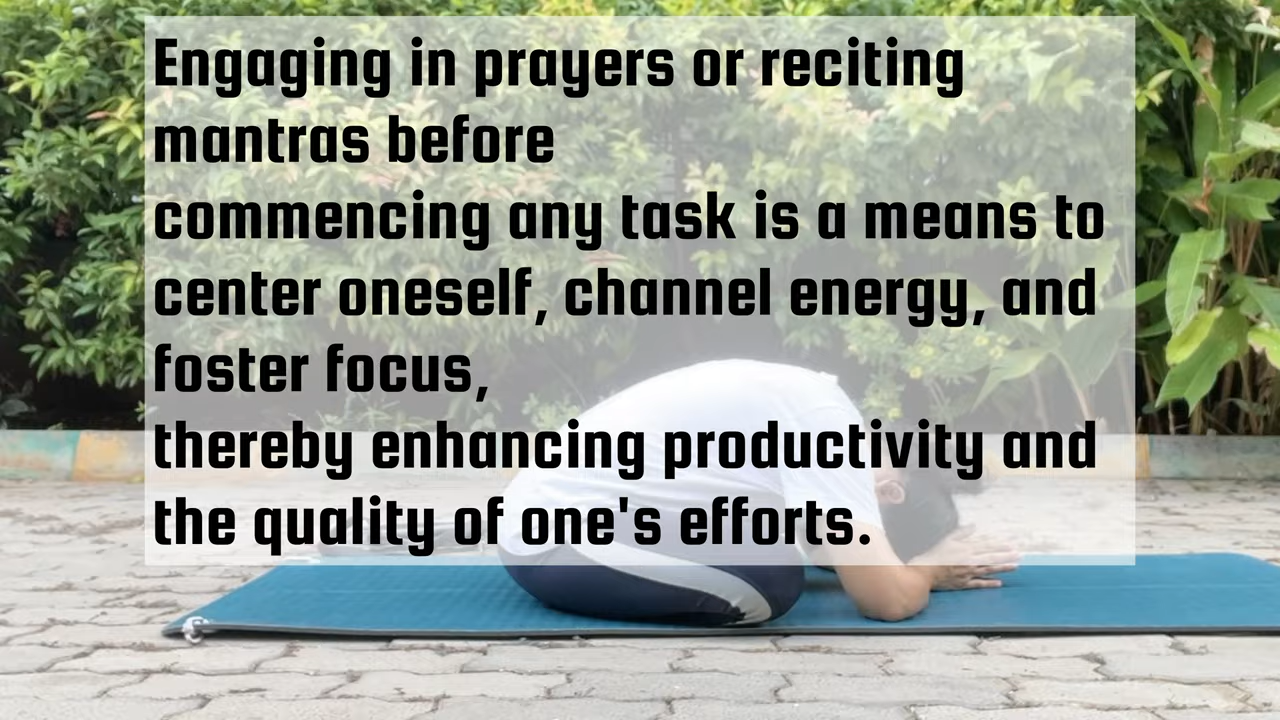 Engaging in prayers or reciting
mantras before
commencing any task is a means to
center oneself, channel energy, and
foster focus,
thereby enhancing productivity and
the quality of one's efforts.